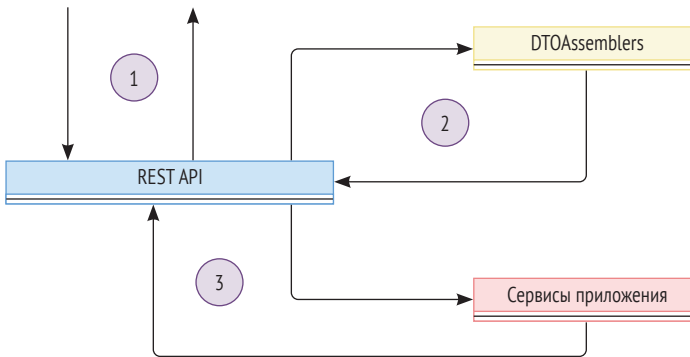 DTOAssemblers
1
2
REST API
3
Сервисы приложения